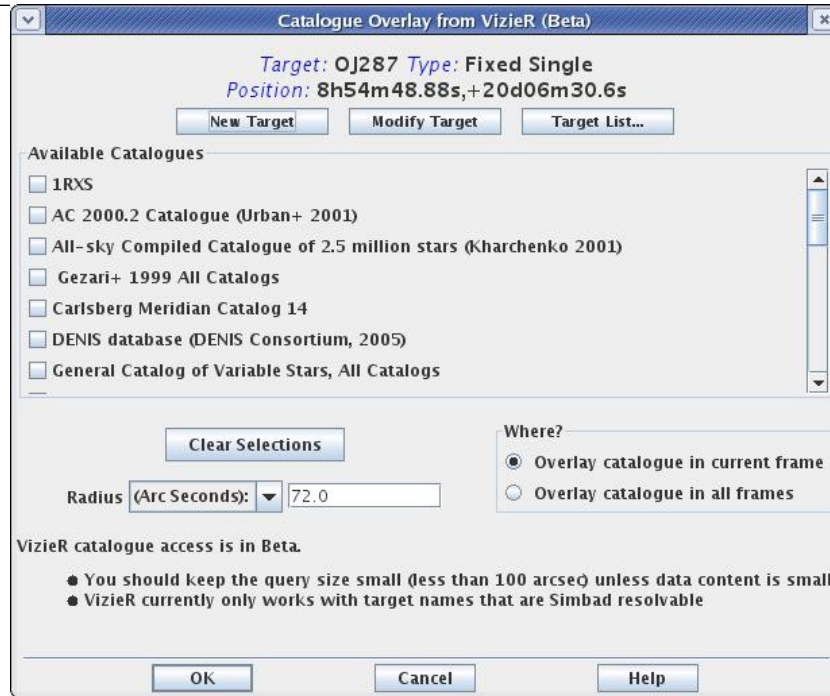 Catalogue Overlay from VizieR (Beta)
Target: OJ287 Type: Fixed Single
Position: 8h54m48.88s,+20d06m30.6s
New Target Modify Target Target List...
Available Catalogues
1RXS
AC 2000.2 Catalogue (Urban+ 2001)
All-sky Compiled Catalogue of 2.5 million stars (Kharchenko 2001)
Gezari+ 1999 All Catalogs
Carlsberg Meridian Catalog 14
DENIS database (DENIS Consortium, 2005)
General Catalog of Variable Stars, All Catalogs
Clear Selections
Where?
Overlay catalogue in current frame
Overlay catalogue in all frames
Radius (Arc Seconds): 72.0
VizieR catalogue access is in Beta.
You should keep the query size small (less than 100 arcsec) unless data content is small
VizieR currently only works with target names that are Simbad resolvable
OK Cancel Help